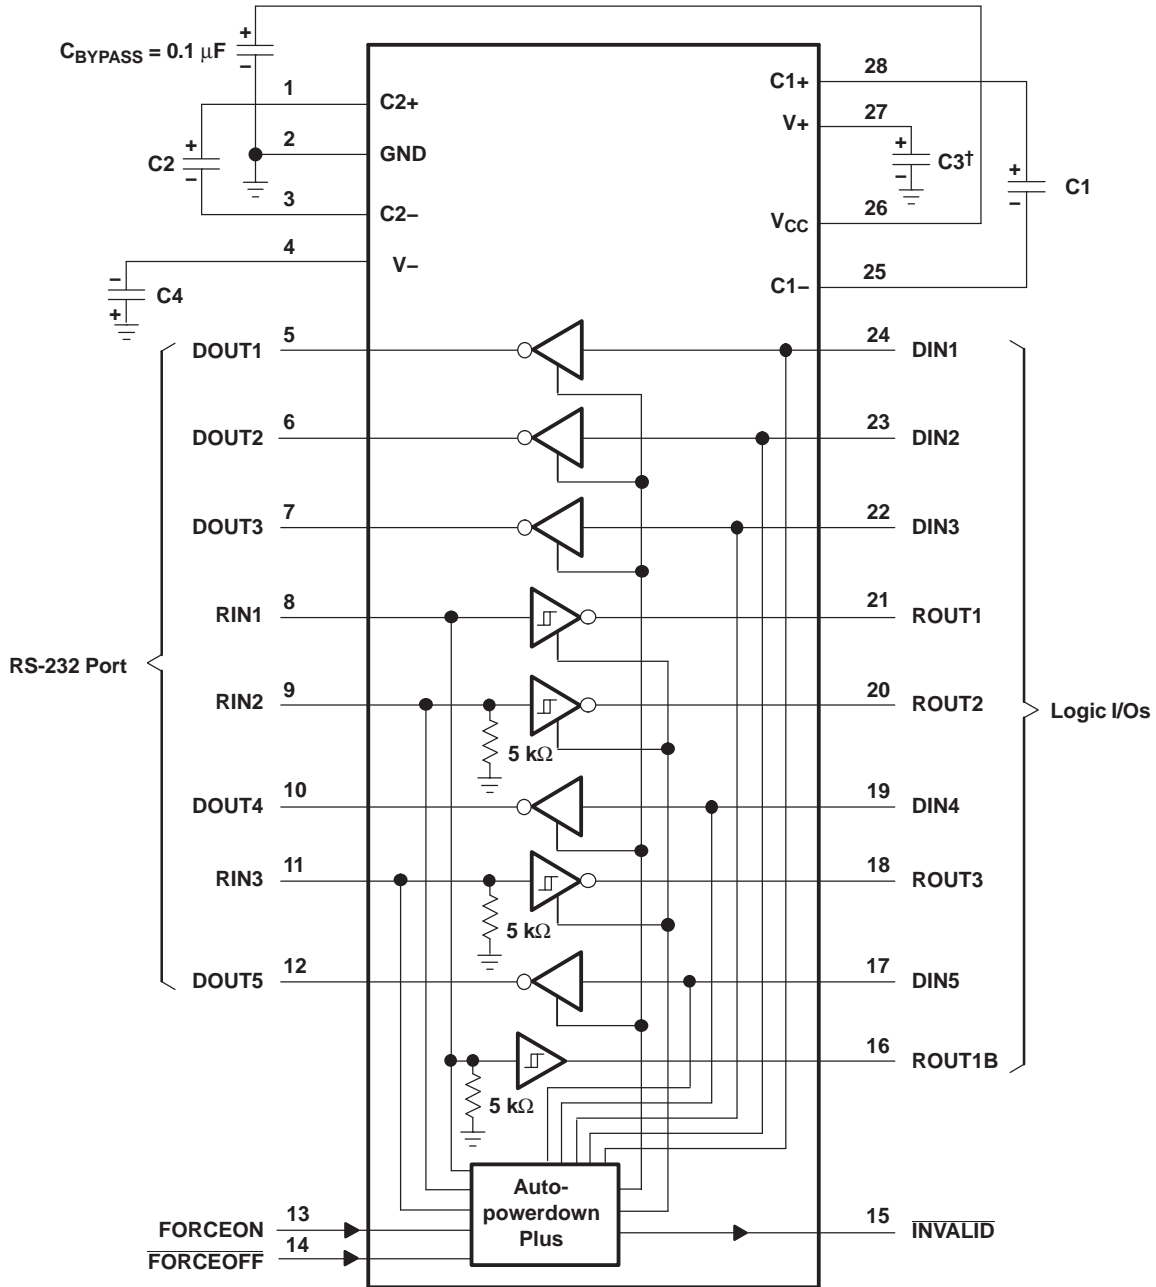 C_BYPASS = 0.1 μF
+
–
1
C2+
C1+
28
+
C2
–
2
GND
V+
27
+
C3†
–
+
C1
–
3
C2–
V_CC
26
4
V–
C1–
25
–
C4
+
DOUT1
5
24
DIN1
DOUT2
6
23
DIN2
DOUT3
7
22
DIN3
RIN1
8
21
ROUT1
RS-232 Port
RIN2
9
20
ROUT2
Logic I/Os
5 kΩ
DOUT4
10
19
DIN4
RIN3
11
18
ROUT3
5 kΩ
DOUT5
12
17
DIN5
16
ROUT1B
5 kΩ
Auto-
powerdown
Plus
FORCEON
13
15
INVALID
FORCEOFF
14